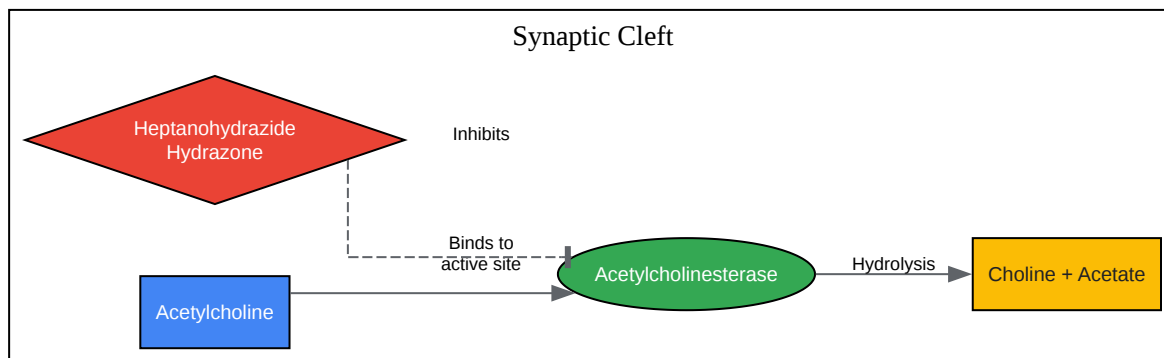 Synaptic Cleft
Heptanohydrazide
Hydrazone
Inhibits
Binds to
active site
Acetylcholine
Acetylcholinesterase
Hydrolysis
Choline + Acetate